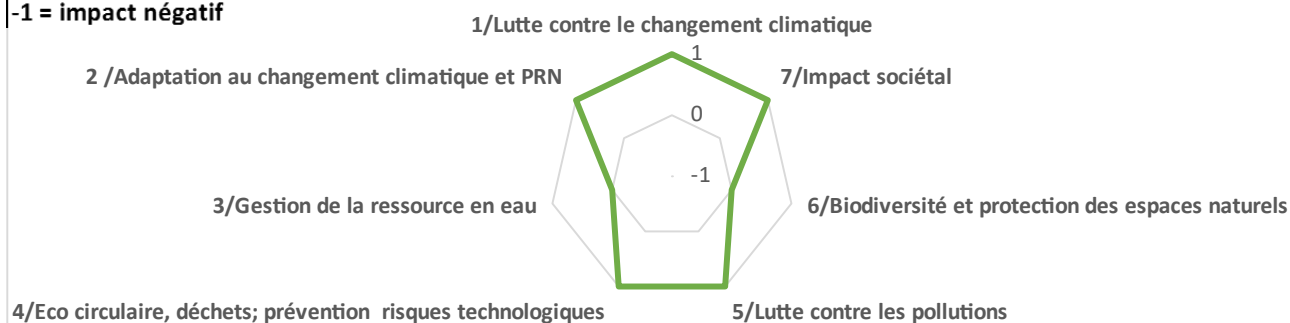 -1 = impact négatif
1/Lutte contre le changement climatique
1
2 /Adaptation au changement climatique et PRN
7/Impact sociétal
0
-1
3/Gestion de la ressource en eau
6/Biodiversité et protection des espaces naturels
4/Eco circulaire, déchets; prévention  risques technologiques
5/Lutte contre les pollutions